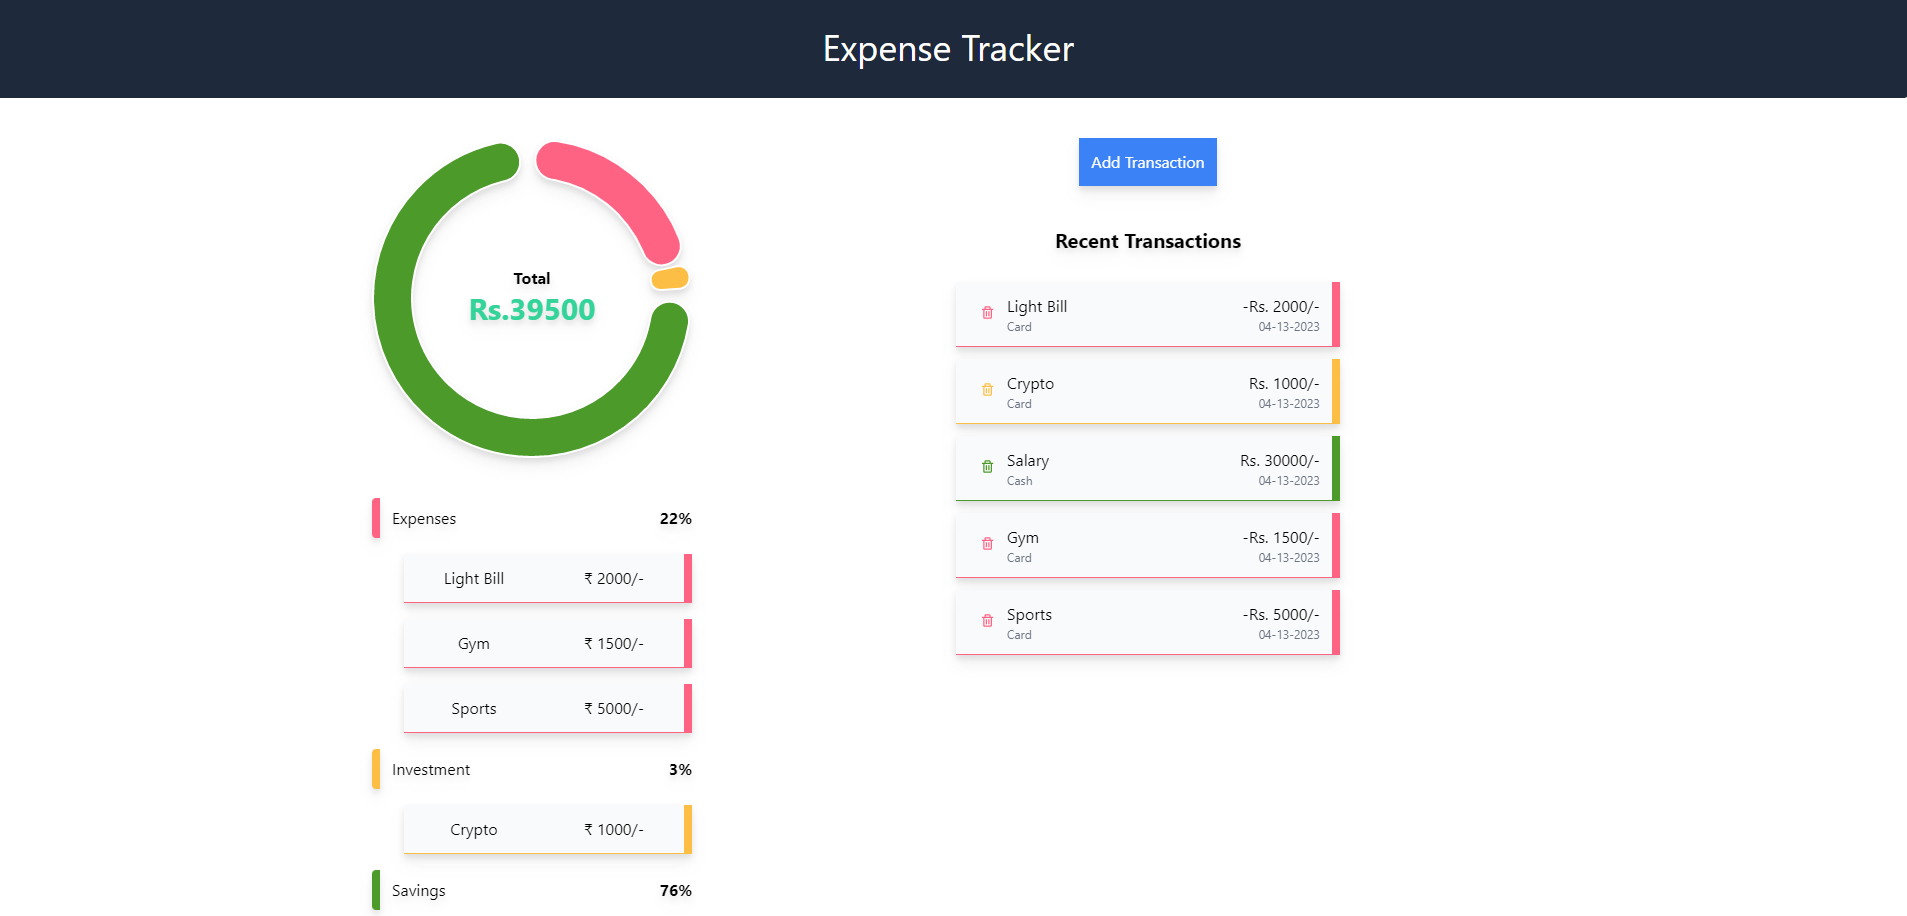 Expense Tracker
Total
Rs.39500
Expenses 22%
Light Bill ₹ 2000/-
Gym ₹ 1500/-
Sports ₹ 5000/-
Investment 3%
Crypto ₹ 1000/-
Savings 76%
Add Transaction
Recent Transactions
Light Bill -Rs. 2000/-
Card 04-13-2023
Crypto Rs. 1000/-
Card 04-13-2023
Salary Rs. 30000/-
Cash 04-13-2023
Gym -Rs. 1500/-
Card 04-13-2023
Sports -Rs. 5000/-
Card 04-13-2023